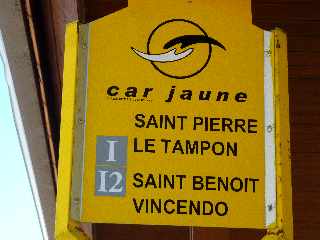 car jaune
SAINT PIERRE
I LE TAMPON
I2 SAINT BENOIT
VINCENDO